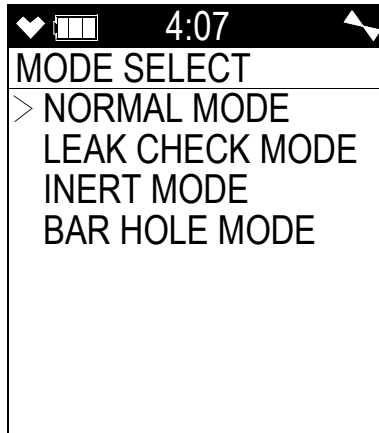 4:07
MODE SELECT
> NORMAL MODE
LEAK CHECK MODE
INERT MODE
BAR HOLE MODE